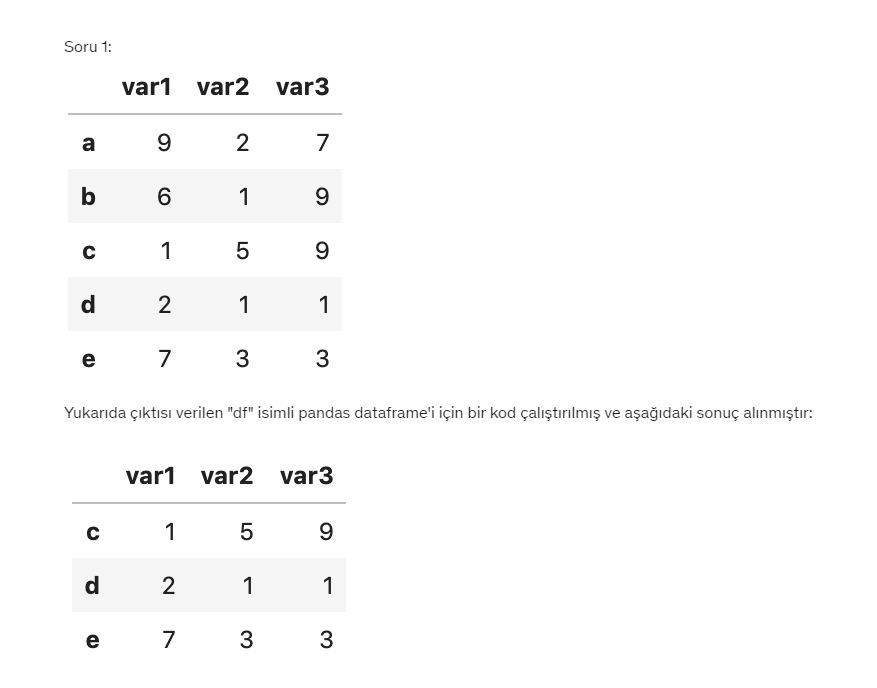 Soru 1:
var1 var2 var3
a 9 2 7
b 6 1 9
c 1 5 9
d 2 1 1
e 7 3 3
Yukarıda çıktısı verilen "df" isimli pandas dataframe'i için bir kod çalıştırılmış ve aşağıdaki sonuç alınmıştır:
var1 var2 var3
c 1 5 9
d 2 1 1
e 7 3 3